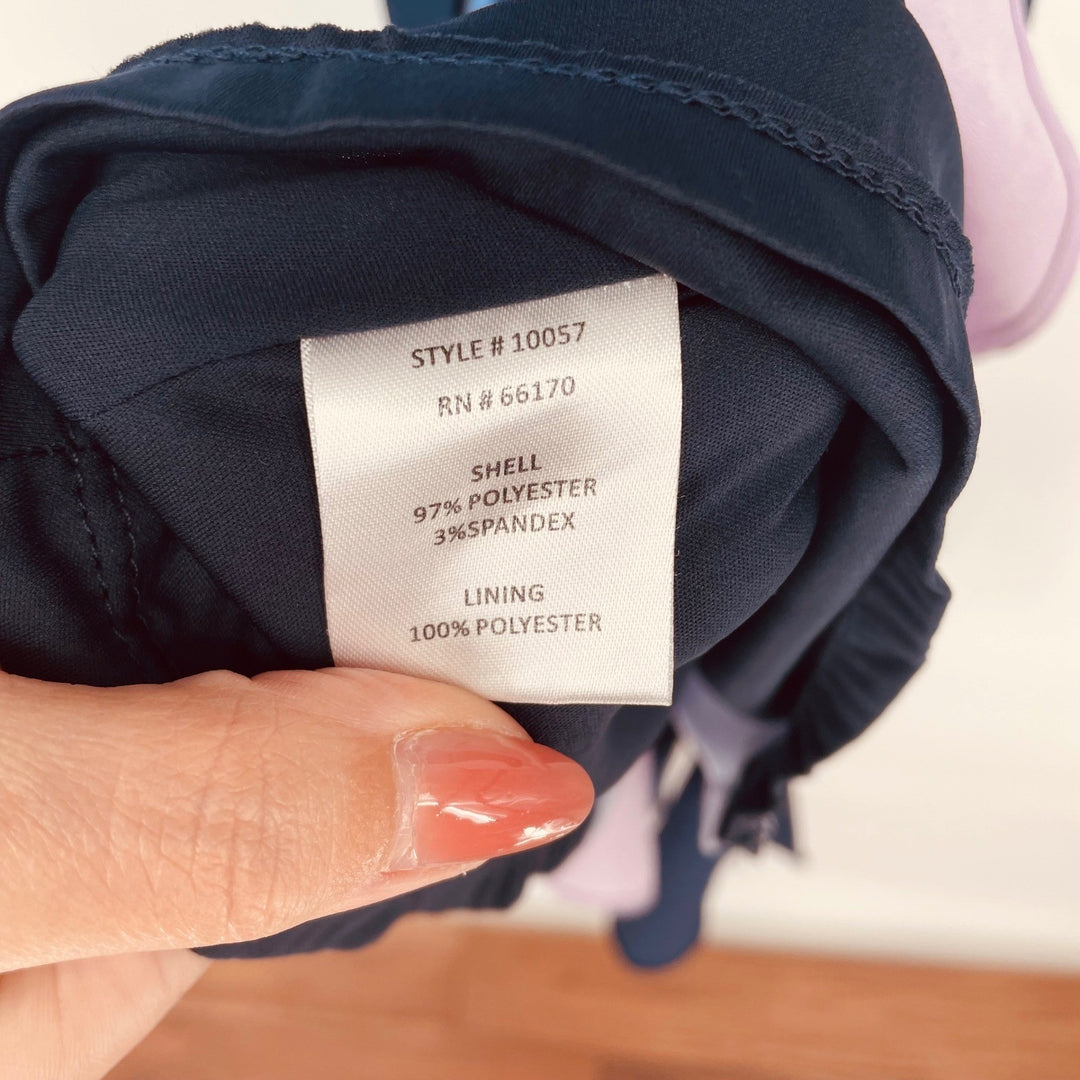 STYLE # 10057
RN # 66170
SHELL
97% POLYESTER
3%SPANDEX
LINING
100% POLYESTER